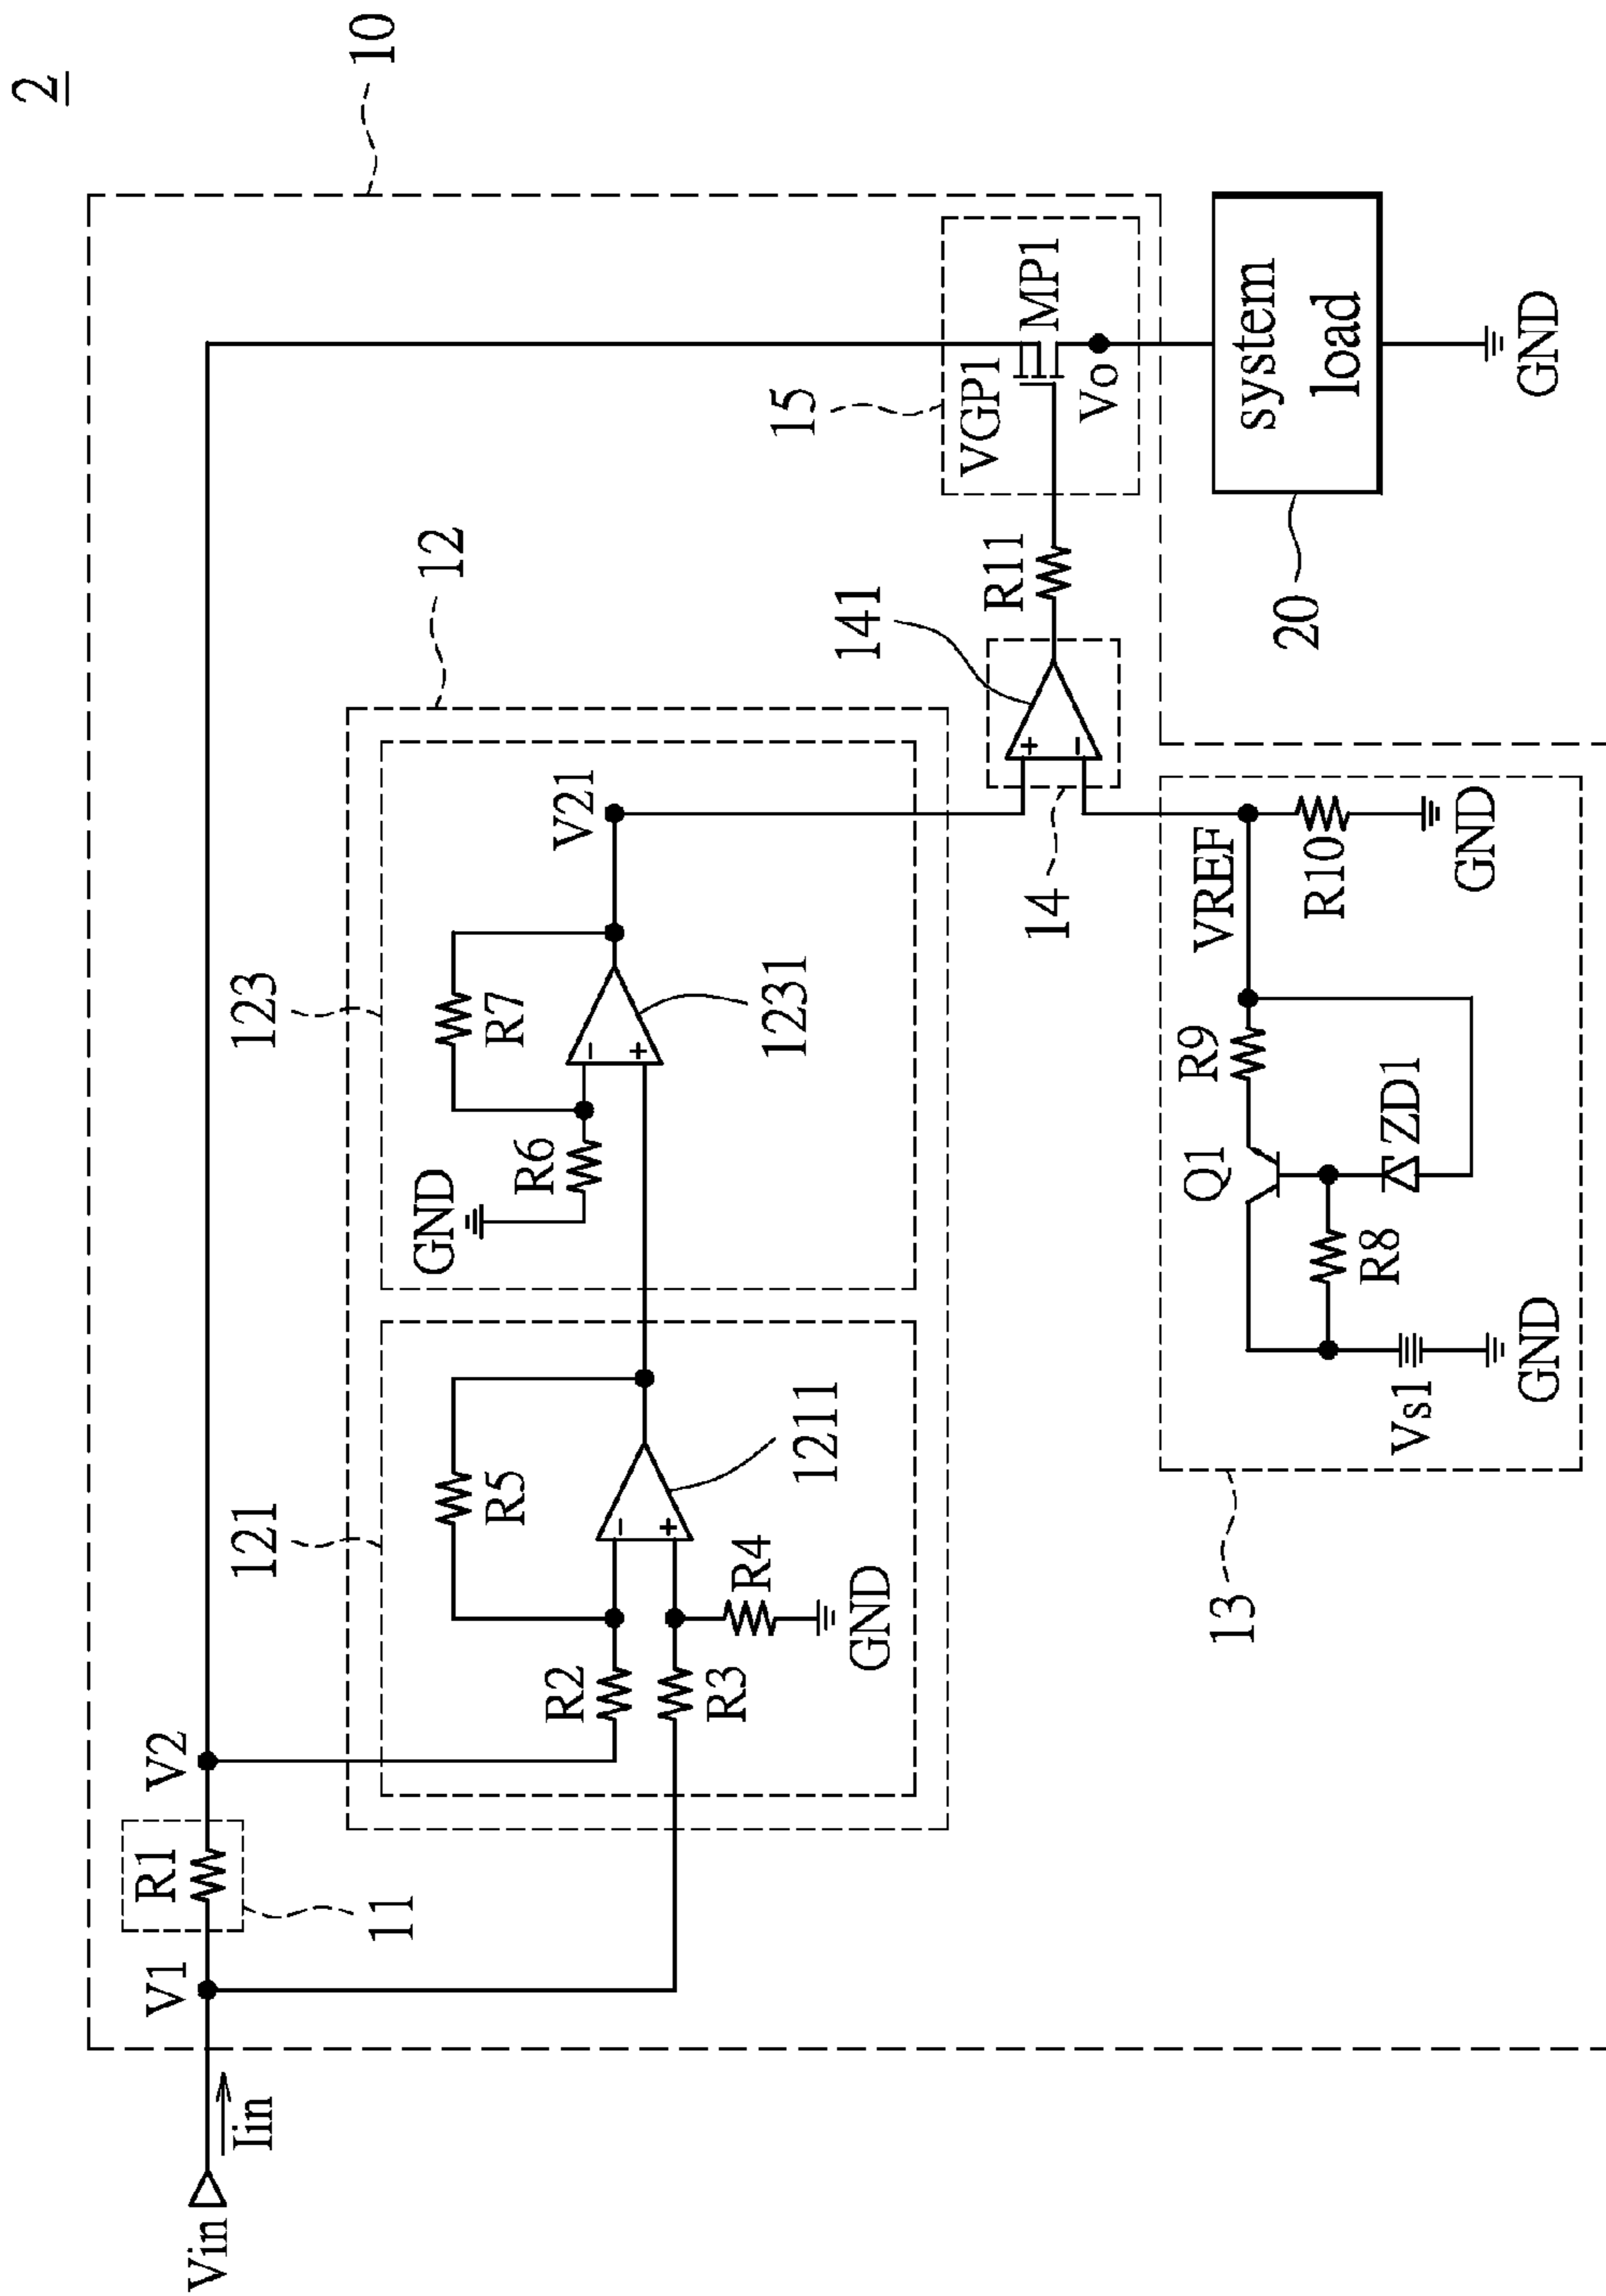 2
10
Vin
Iin
V1
R1
11
V2
12
121
R2
R3
R4
GND
R5
1211
123
GND
R6
R7
1231
V21
14
141
R11
15
VGP1
MP1
Vo
system
load
20
GND
13
Vs1
GND
R8
Q1
ZD1
R9
VREF
R10
GND